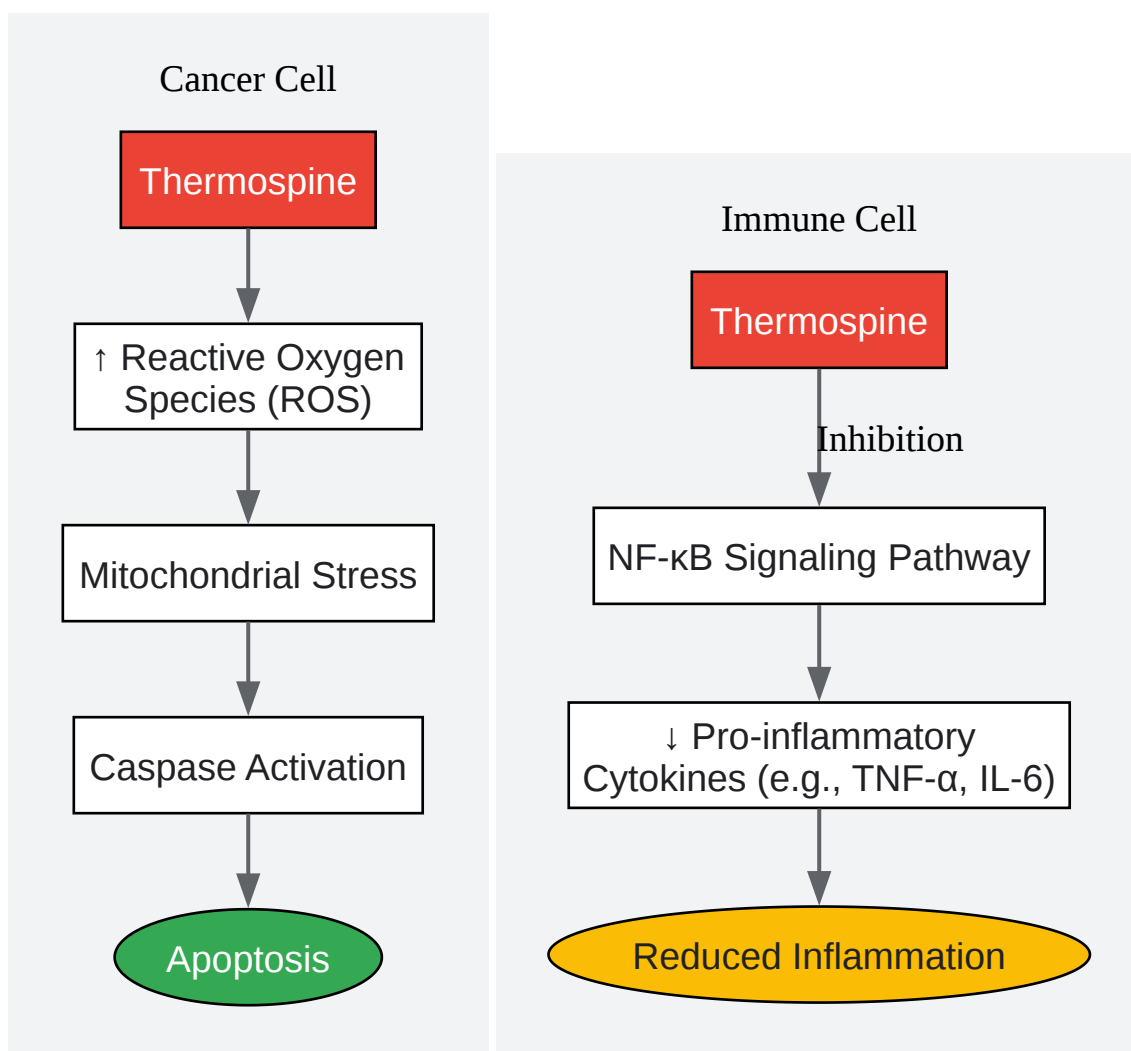 Cancer Cell
Thermospine
↑ Reactive Oxygen
Species (ROS)
Mitochondrial Stress
Caspase Activation
Apoptosis
Immune Cell
Thermospine
Inhibition
NF-κB Signaling Pathway
↓ Pro-inflammatory
Cytokines (e.g., TNF-α, IL-6)
Reduced Inflammation